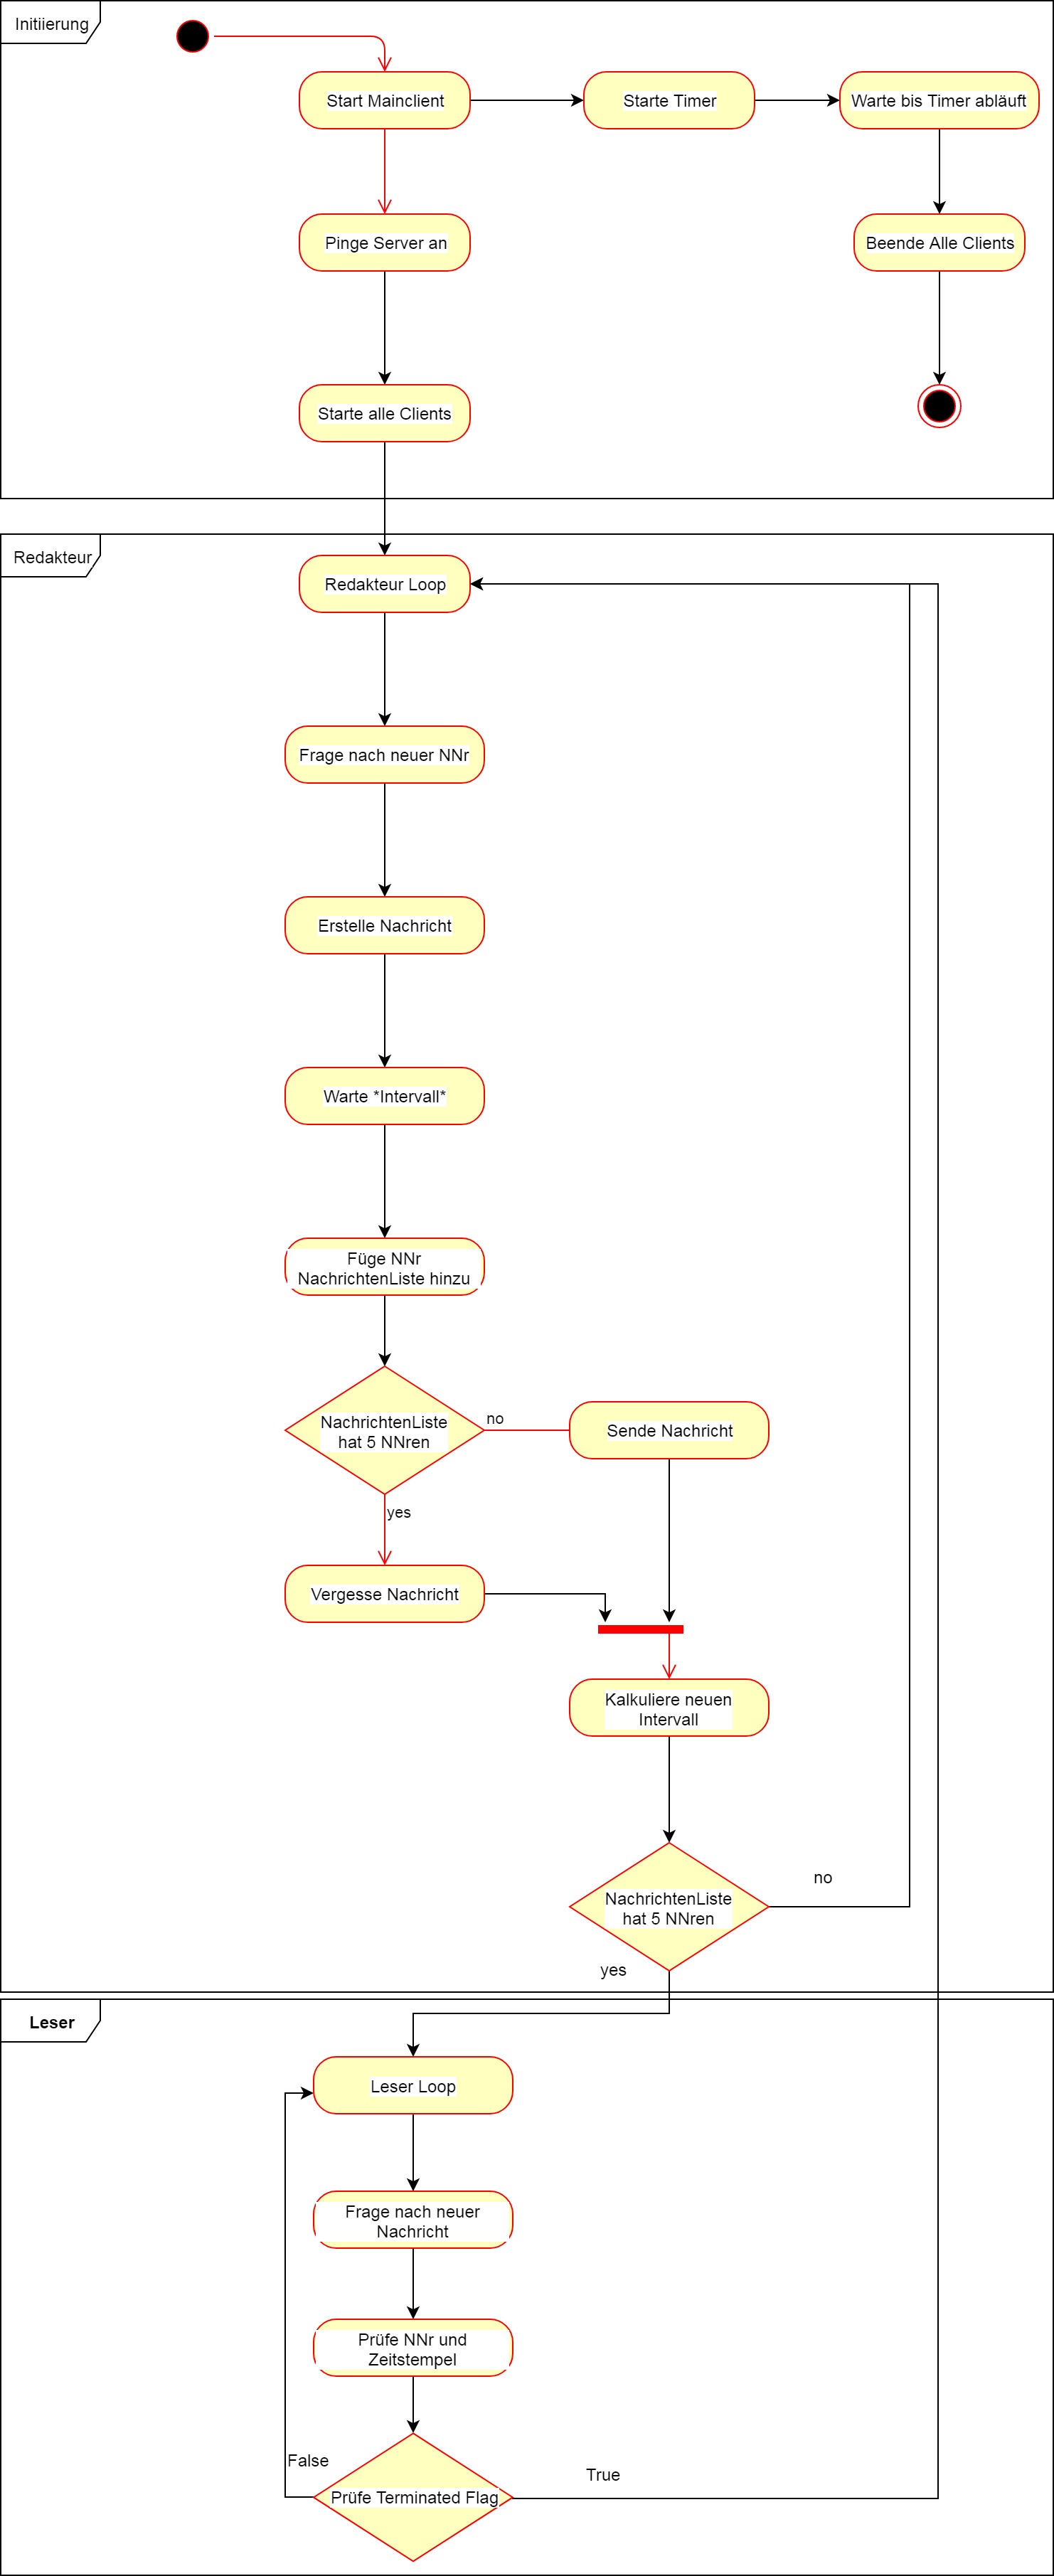 Initiierung
Start Mainclient
Starte Timer
Warte bis Timer abläuft
Pinge Server an
Beende Alle Clients
Starte alle Clients
Redakteur
Redakteur Loop
Frage nach neuer NNr
Erstelle Nachricht
Warte *Intervall*
Füge NNr
NachrichtenListe hinzu
NachrichtenListe
hat 5 NNren
no
Sende Nachricht
yes
Vergesse Nachricht
Kalkuliere neuen
Intervall
NachrichtenListe
hat 5 NNren
no
yes
Leser
Leser Loop
Frage nach neuer
Nachricht
Prüfe NNr und
Zeitstempel
False
Prüfe Terminated Flag
True